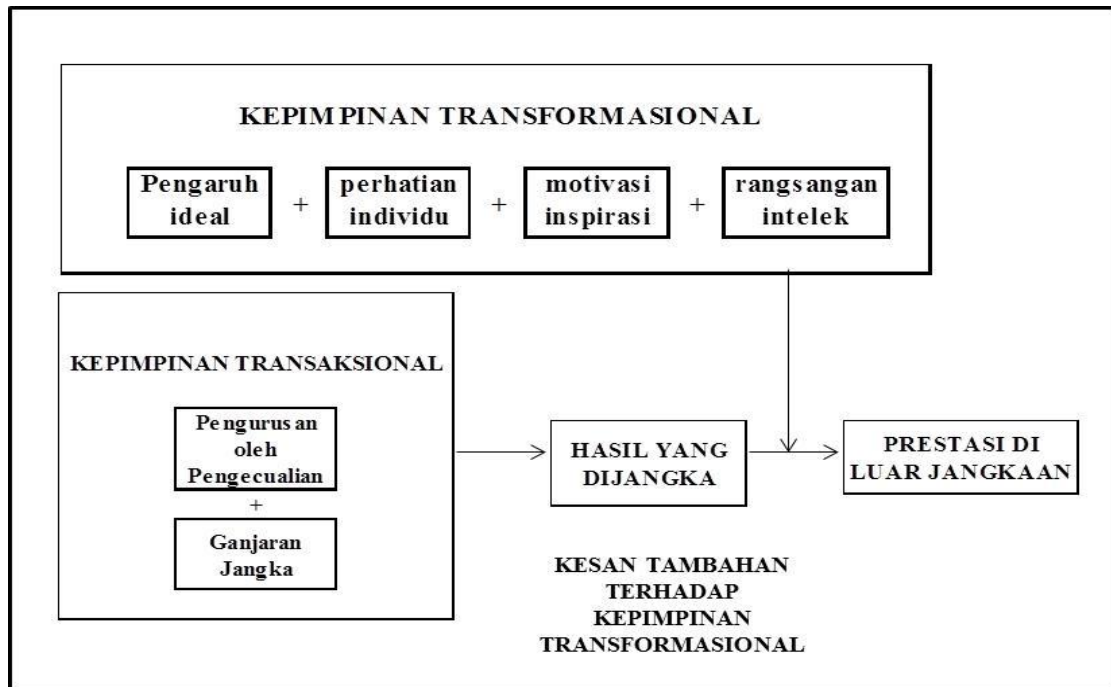 KEPIMPINAN TRANSFORMASIONAL
Pengaruh
ideal
+
perhatian
individu
+
motivasi
inspirasi
+
rangsangan
intelek
KEPIMPINAN TRANSAKSIONAL
Pengurusan
oleh
Pengecualian
+
Ganjaran
Jangka
HASIL YANG
DIJANGKA
PRESTASI DI
LUAR JANGKAAN
KESAN TAMBAHAN
TERHADAP
KEPIMPINAN
TRANSFORMASIONAL